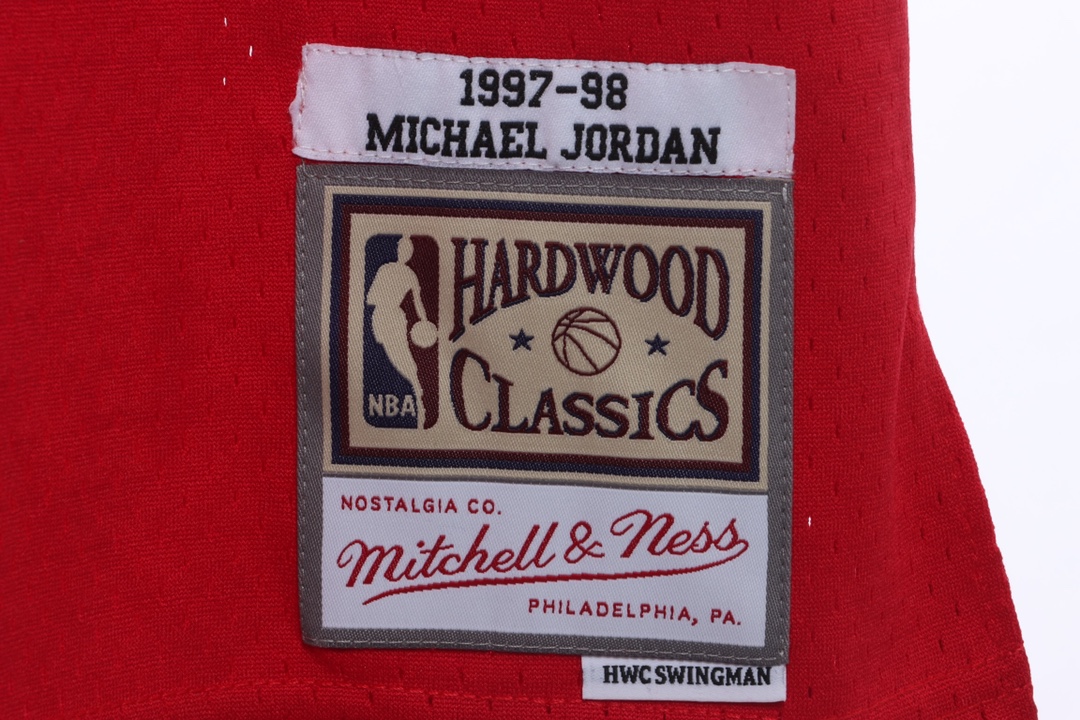 1997-98
MICHAEL JORDAN
HARDWOOD
CLASSICS
NBA
NOSTALGIA CO.
Mitchell & Ness
PHILADELPHIA, PA.
HWC SWINGMAN